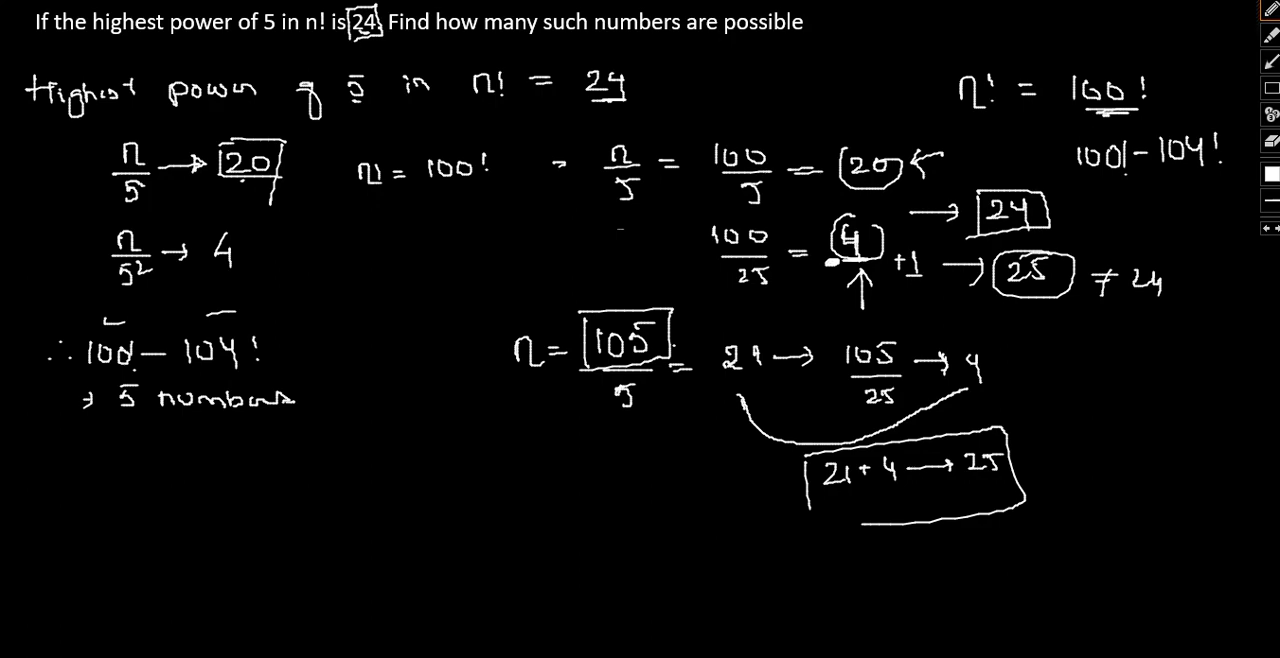 If the highest power of 5 in n! is 24. Find how many such numbers are possible
Highest power of 5 in n! = 24
n! = 100!
100! - 104!
n/5 → 20
n! = 100!
n/5 = 100/5 = 20
→ 24
n/5² → 4
100/25 = 4 +1 → 25 ≠ 24
∴ 100! - 104!
→ 5 numbers
n = 105/5 = 21 → 105/25 → 4
21 + 4 → 25